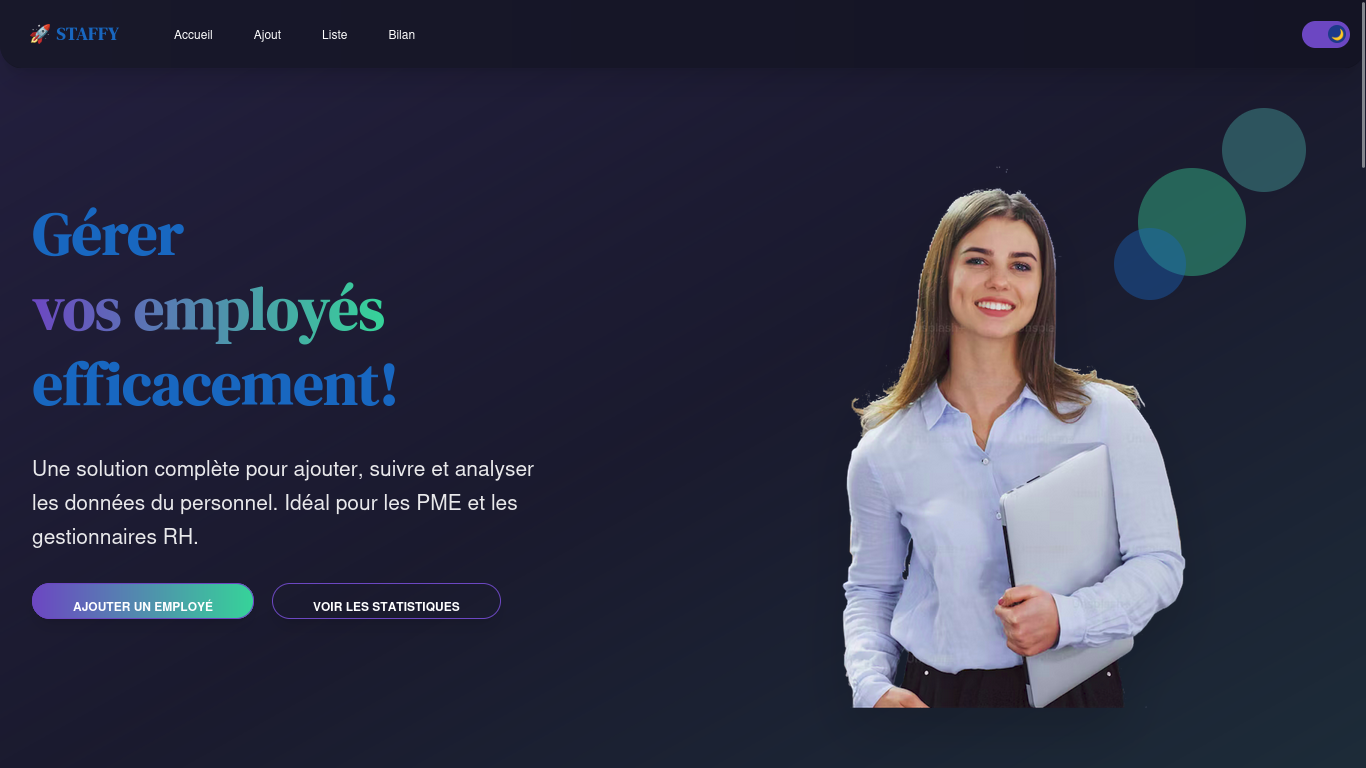 🚀 STAFFY
Accueil
Ajout
Liste
Bilan
Gérer
vos employés
efficacement!
Une solution complète pour ajouter, suivre et analyser
les données du personnel. Idéal pour les PME et les
gestionnaires RH.
AJOUTER UN EMPLOYÉ
VOIR LES STATISTIQUES